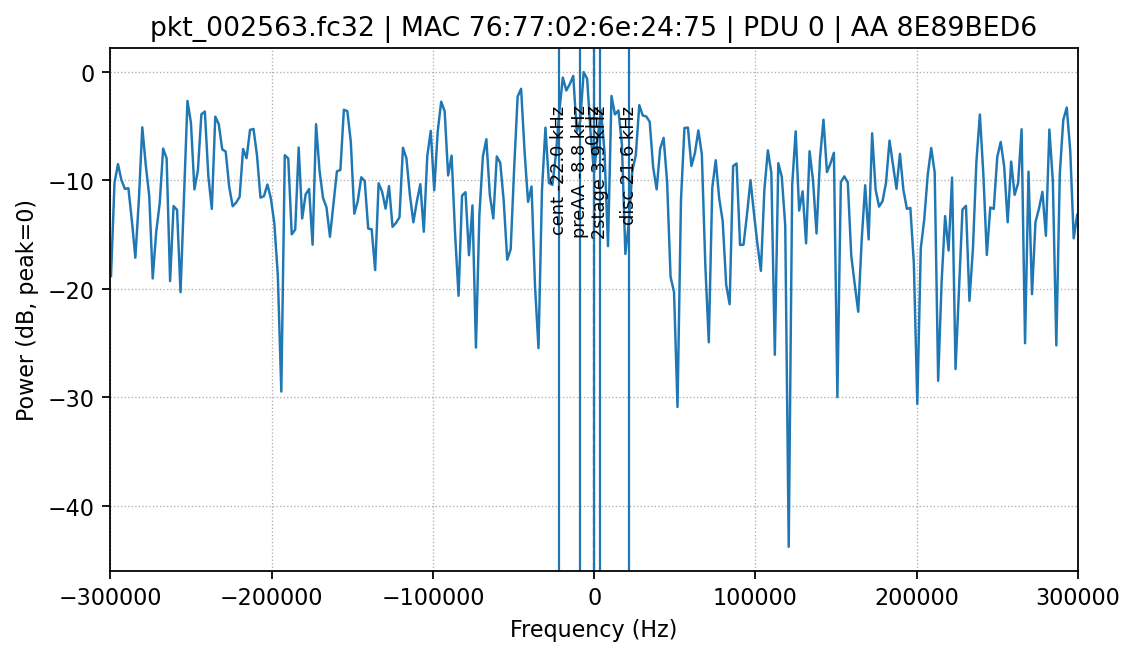 pkt_002563.fc32 | MAC 76:77:02:6e:24:75 | PDU 0 | AA 8E89BED6
Power (dB, peak=0)
0
−10
−20
−30
−40
cent -22.0 kHz
preAA -8.8 kHz
0 Hz
2stage 3.9 kHz
disc 21.6 kHz
−300000
−200000
−100000
0
100000
200000
300000
Frequency (Hz)